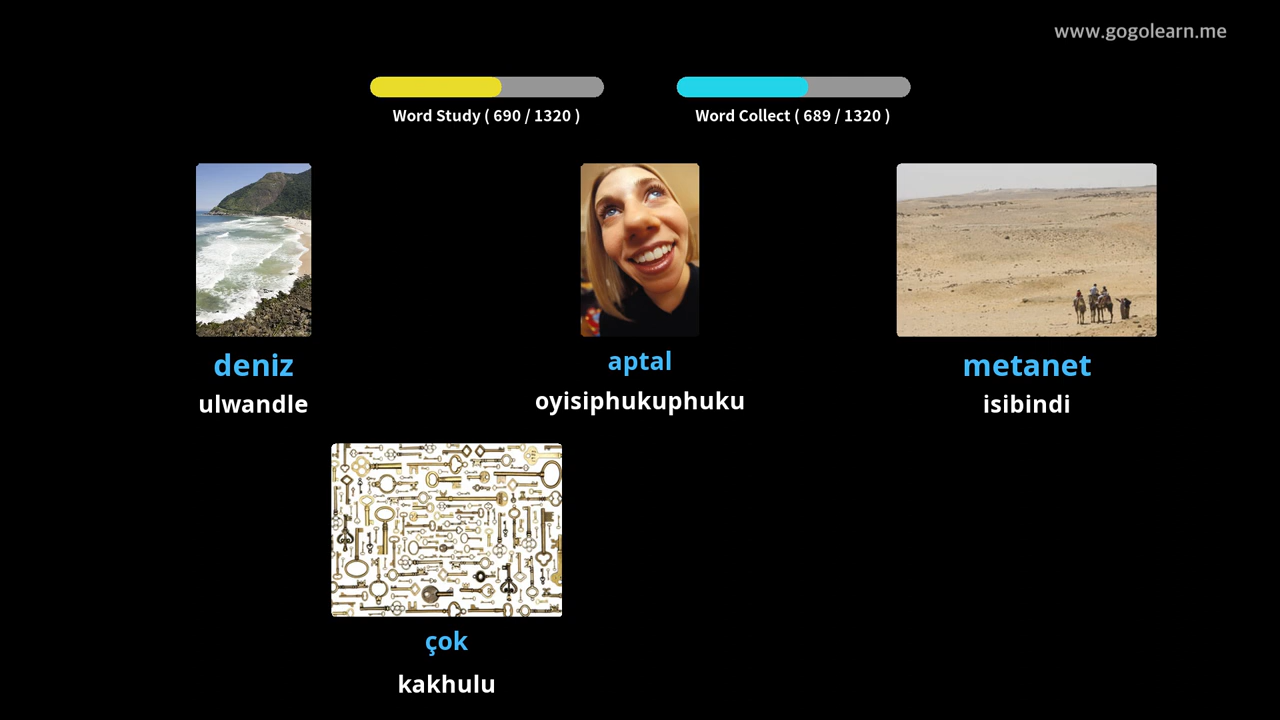 www.gogolearn.me
Word Study ( 690 / 1320 )
Word Collect ( 689 / 1320 )
deniz
ulwandle
aptal
oyisiphukuphuku
metanet
isibindi
çok
kakhulu